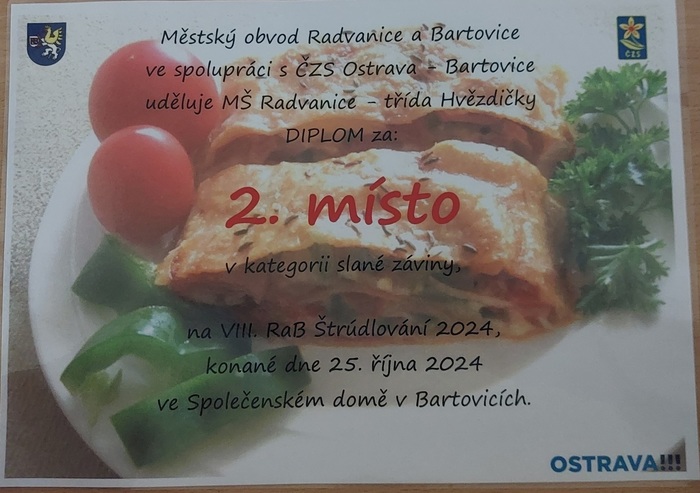 Městský obvod Radvanice a Bartovice
ve spolupráci s ČZS Ostrava - Bartovice
uděluje MŠ Radvanice - třída Hvězdičky
DIPLOM za:
2. místo
v kategorii slané záviny,
na VIII. RaB Štrúdlování 2024,
konané dne 25. října 2024
ve Společenském domě v Bartovicích.
ČZS
OSTRAVA!!!